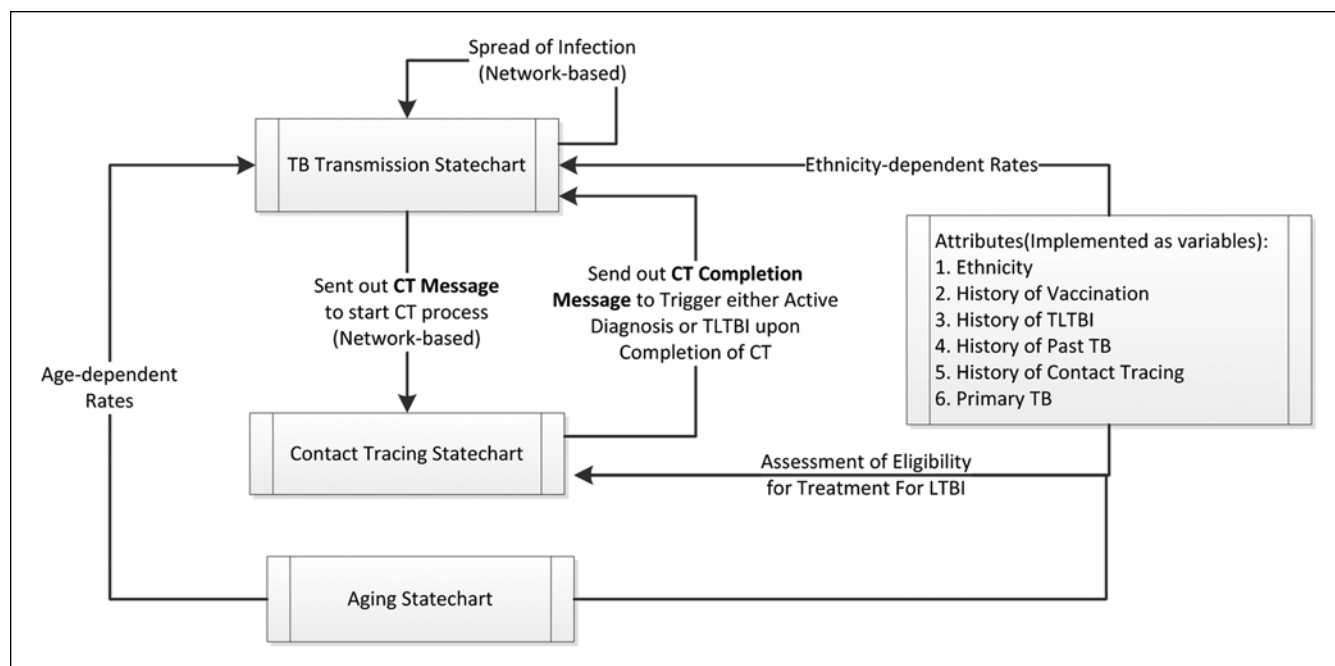 Spread of Infection
(Network-based)
TB Transmission Statechart
Ethnicity-dependent Rates
Attributes(Implemented as variables):
1. Ethnicity
2. History of Vaccination
3. History of TLTBI
4. History of Past TB
5. History of Contact Tracing
6. Primary TB
Sent out CT Message
to start CT process
(Network-based)
Send out CT Completion
Message to Trigger either Active
Diagnosis or TLTBI upon
Completion of CT
Age-dependent
Rates
Contact Tracing Statechart
Assessment of Eligibility
for Treatment For LTBI
Aging Statechart